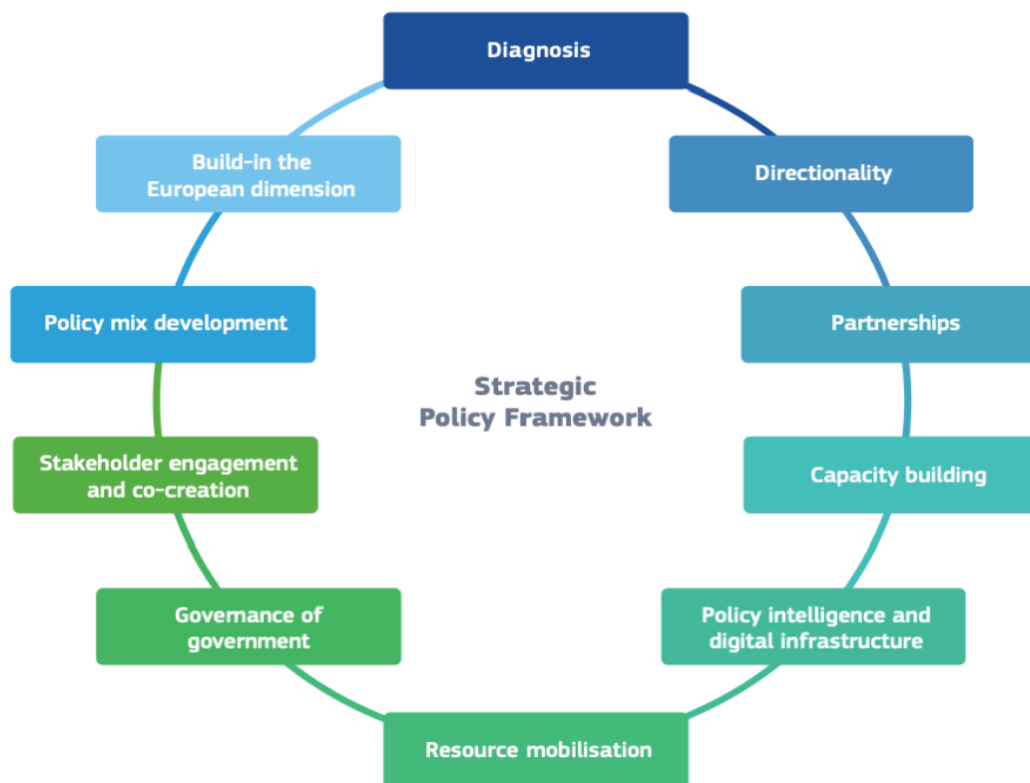 Diagnosis
Build-in the
European dimension
Directionality
Policy mix development
Partnerships
Strategic
Policy Framework
Stakeholder engagement
and co-creation
Capacity building
Governance of
government
Policy intelligence and
digital infrastructure
Resource mobilisation